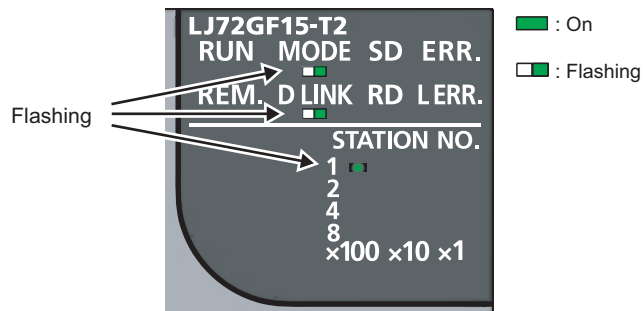 LJ72GF15-T2
RUN MODE SD ERR.
REM. D LINK RD L ERR.
STATION NO.
1
2
4
8
×100 ×10 ×1
Flashing
: On
: Flashing